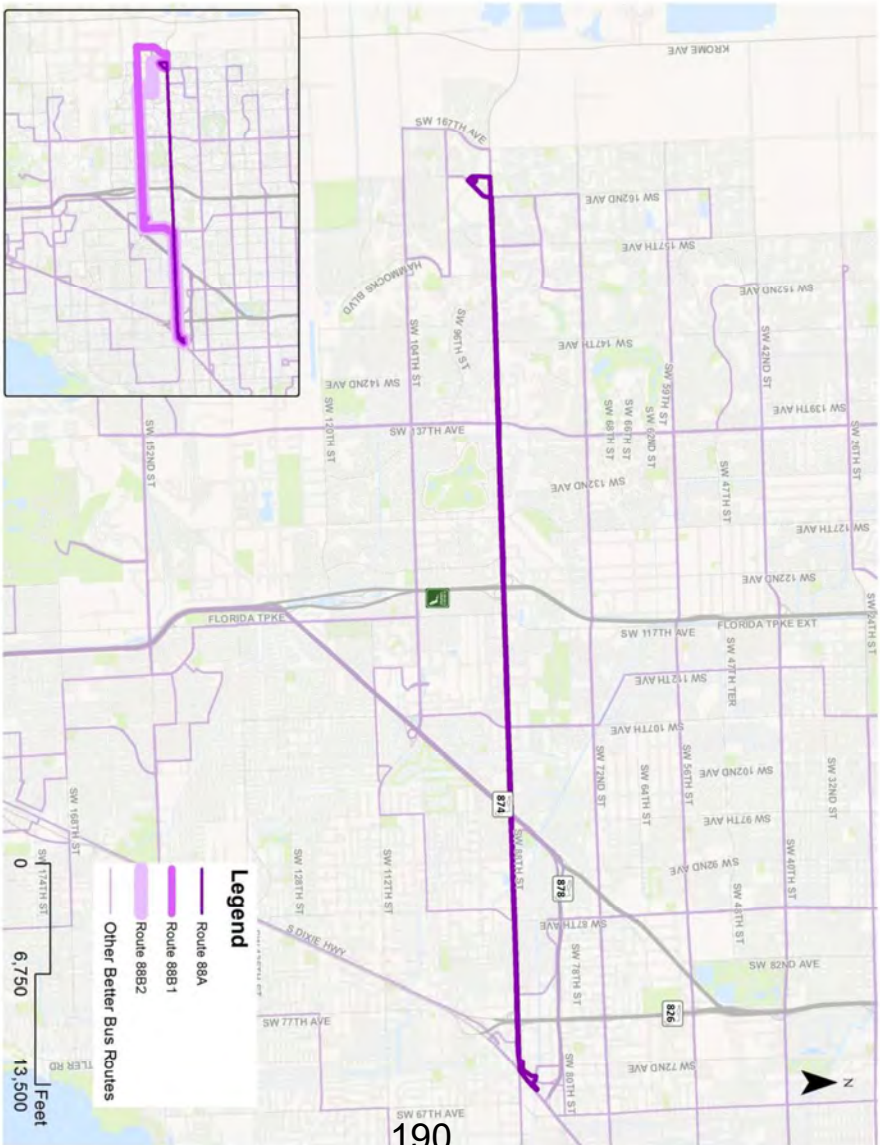 KROME AVE
SW 167TH AVE
SW 162ND AVE
SW 157TH AVE
SW 152ND AVE
HAMMOCKS BLVD
SW 104TH ST
SW 96TH ST
SW 147TH AVE
SW 59TH ST
SW 42ND ST
SW 142ND AVE
SW 120TH ST
SW 152ND ST
SW 137TH AVE
SW 68TH ST
SW 66TH ST
SW 62ND ST
SW 139TH AVE
SW 26TH ST
SW 132ND AVE
SW 47TH ST
SW 127TH AVE
SW 122ND AVE
SW 24TH ST
FLORIDA TPKE
SW 117TH AVE
FLORIDA TPKE EXT
SW 112TH AVE
SW 47TH TER
SW 107TH AVE
SW 72ND ST
SW 64TH ST
SW 56TH ST
SW 102ND AVE
SW 32ND ST
SW 97TH AVE
SW 168TH ST
874
SW 88TH ST
SW 92ND AVE
SW 40TH ST
878
SW 174TH ST
SW 128TH ST
SW 112TH ST
SW 87TH AVE
S DIXIE HWY
SW 78TH ST
SW 82ND AVE
826
SW 77TH AVE
SW 80TH ST
SW 72ND AVE
SW 67TH AVE
N
Legend
Route 88A
Route 88B1
Route 88B2
Other Better Bus Routes
0 6,750 13,500
Feet
190